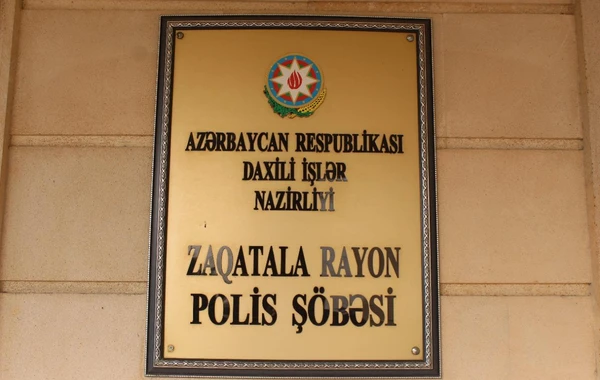 AZƏRBAYCAN RESPUBLİKASI
DAXİLİ İŞLƏR
NAZİRLİYİ
ZAQATALA RAYON
POLİS ŞÖBƏSİ